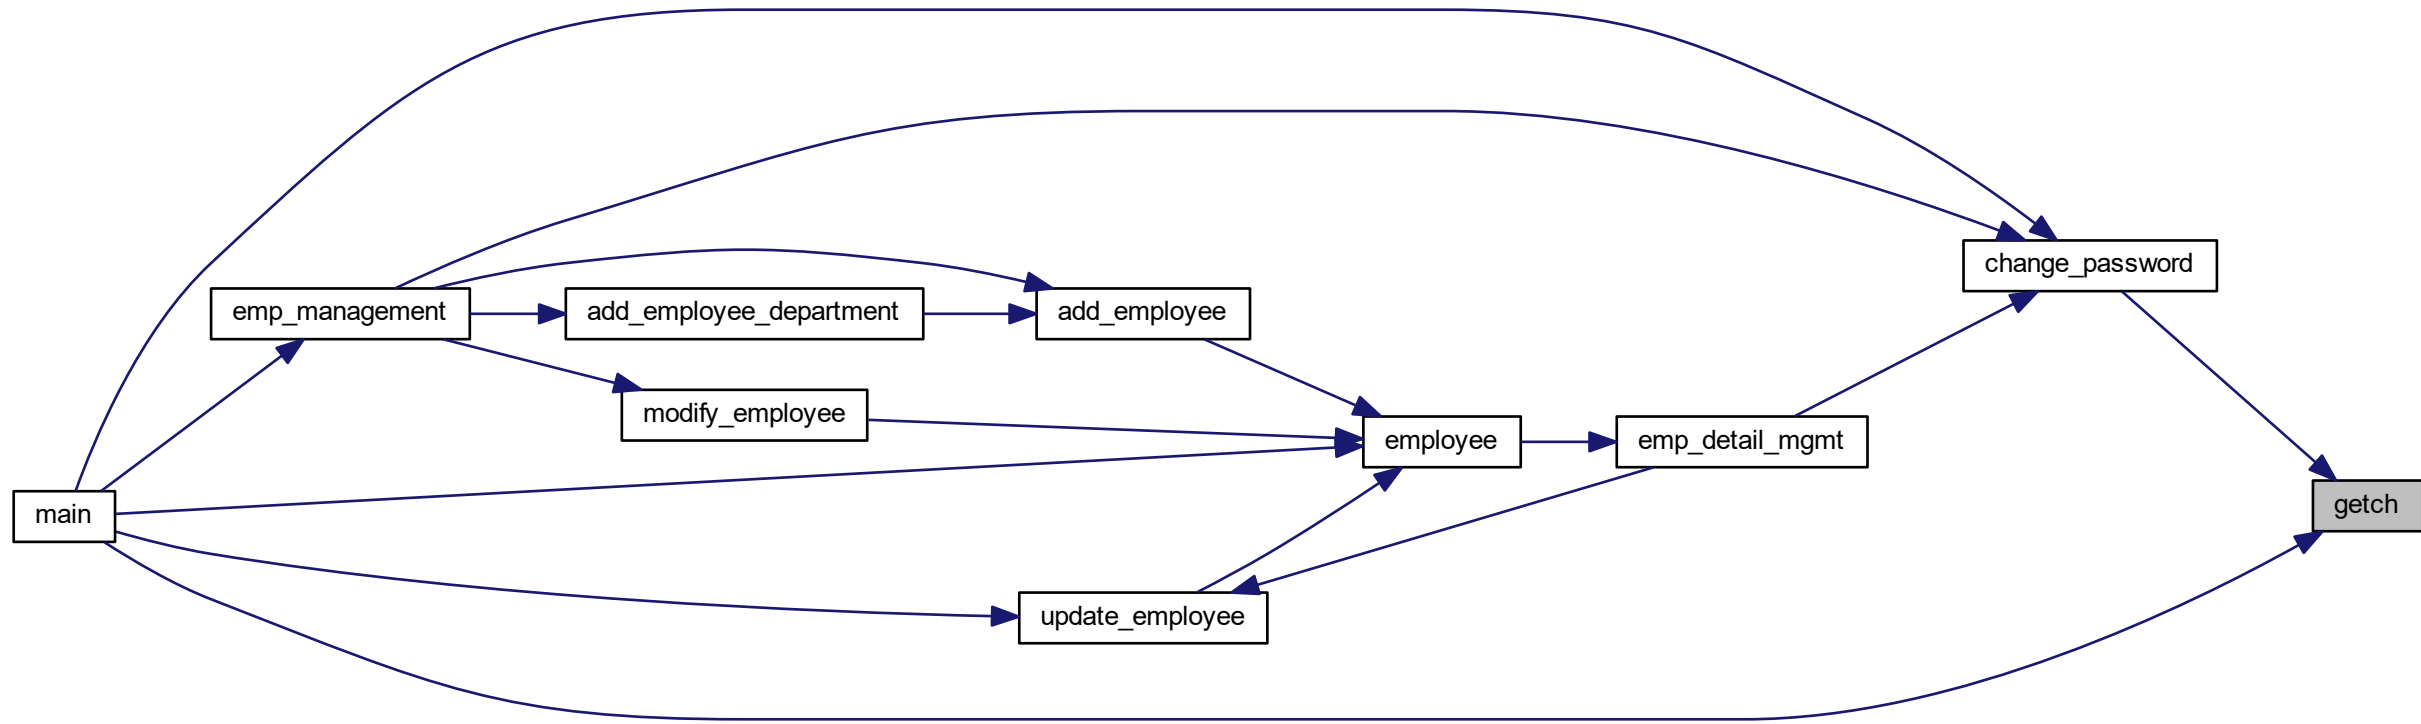 change_password
emp_management
add_employee_department
add_employee
modify_employee
employee
emp_detail_mgmt
main
getch
update_employee